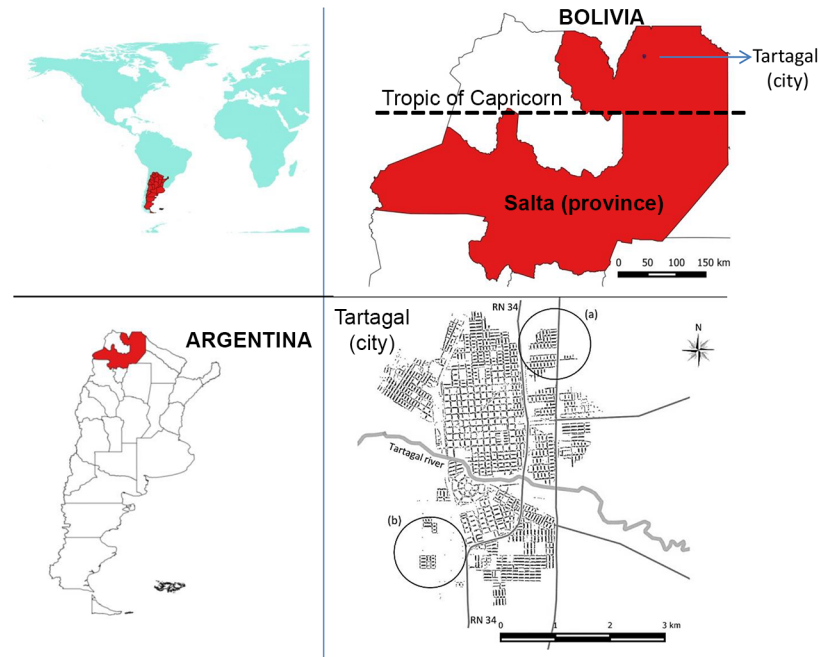 BOLIVIA
Tartagal
(city)
Tropic of Capricorn
Salta (province)
0 50 100 150 km
ARGENTINA
Tartagal
(city)
RN 34
(a)
N
Tartagal river
(b)
RN 34
0 1 2 3 km